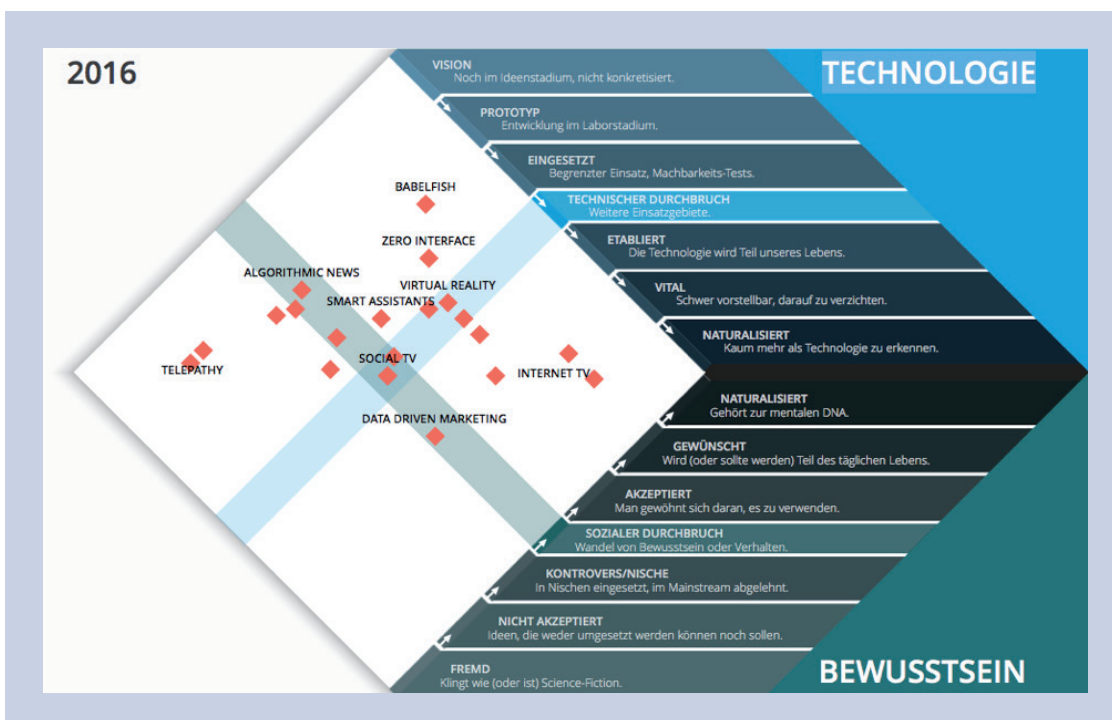 2016
TECHNOLOGIE
VISION
Noch im Ideenstadium, nicht konkretisiert.
PROTOTYP
Entwicklung im Laborstadium.
EINGESETZT
Begrenzter Einsatz, Machbarkeits-Tests.
TECHNISCHER DURCHBRUCH
Weitere Einsatzgebiete.
ETABLIERT
Die Technologie wird Teil unseres Lebens.
VITAL
Schwer vorstellbar, darauf zu verzichten.
NATURALISIERT
Kaum mehr als Technologie zu erkennen.
BABELFISH
ZERO INTERFACE
ALGORITHMIC NEWS
VIRTUAL REALITY
SMART ASSISTANTS
SOCIAL TV
TELEPATHY
INTERNET TV
DATA DRIVEN MARKETING
NATURALISIERT
Gehört zur mentalen DNA.
GEWÜNSCHT
Wird (oder sollte werden) Teil des täglichen Lebens.
AKZEPTIERT
Man gewöhnt sich daran, es zu verwenden.
SOZIALER DURCHBRUCH
Wandel von Bewusstsein oder Verhalten.
KONTROVERS/NISCHE
In Nischen eingesetzt, im Mainstream abgelehnt.
NICHT AKZEPTIERT
Ideen, die weder umgesetzt werden können noch sollen.
FREMD
Klingt wie (oder ist) Science-Fiction.
BEWUSSTSEIN